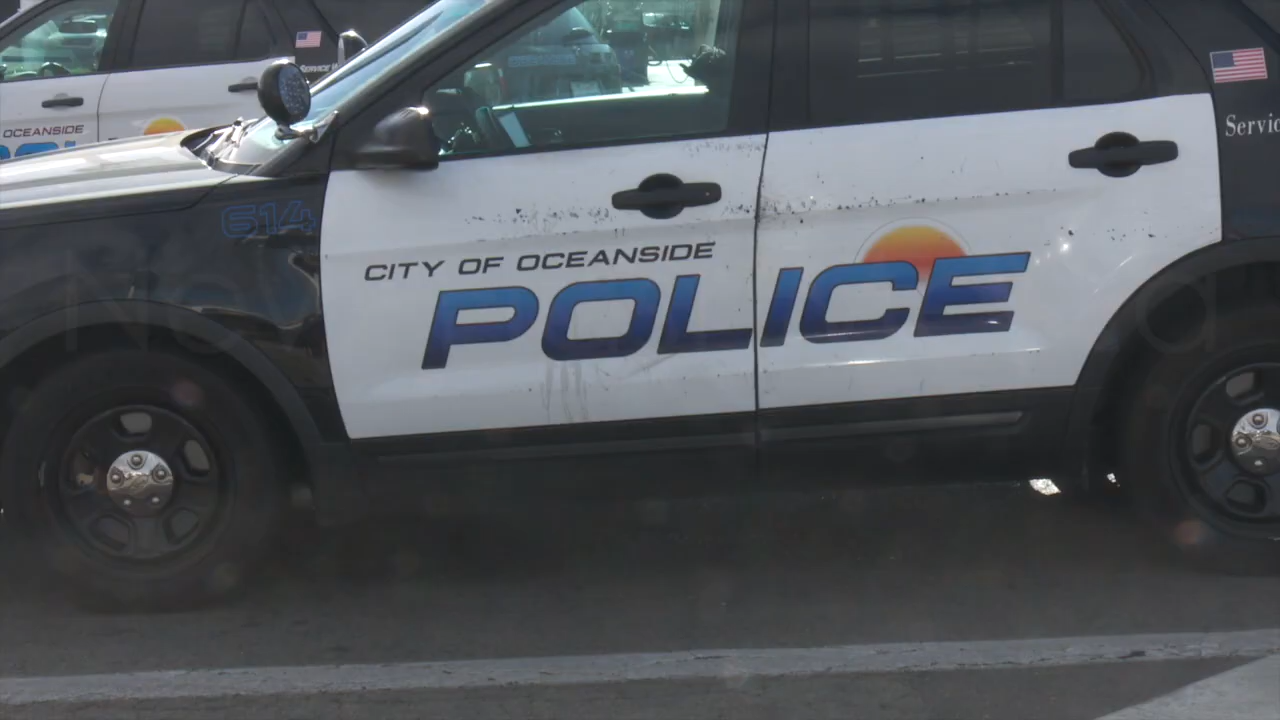 OCEANSIDE
614
CITY OF OCEANSIDE
POLICE
Servic